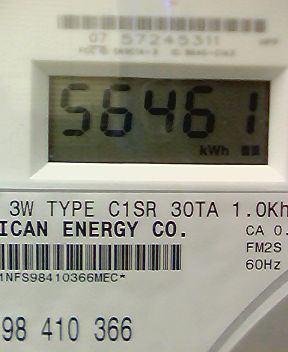 07 57245311
56461
kWh
3W TYPE C1SR 30TA 1.0Kh
ICAN ENERGY CO.
CA 0.
FM2S
60Hz
1NFS98410366MEC*
98 410 366